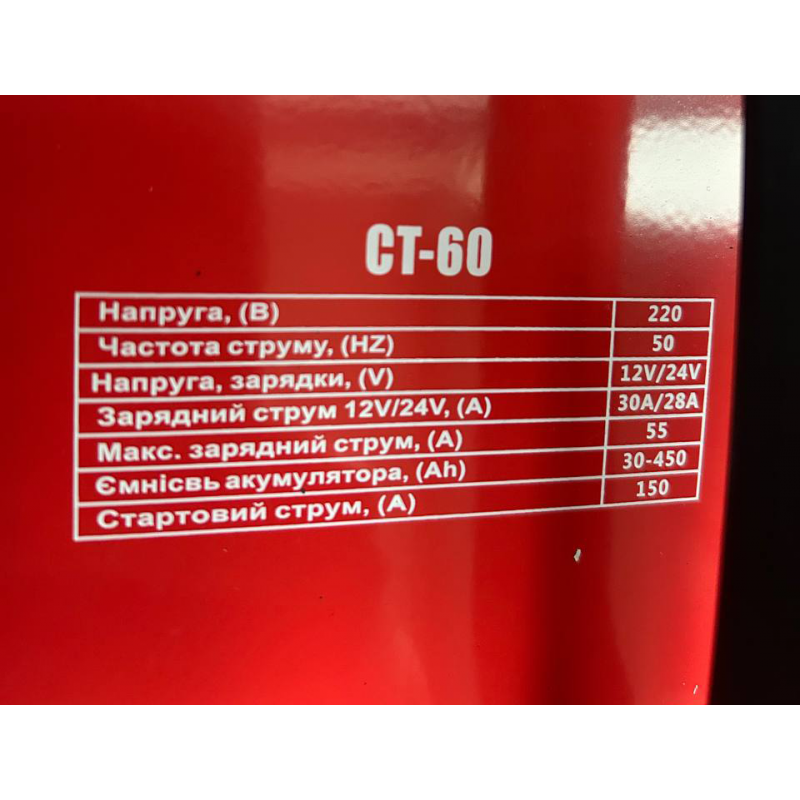 СТ-60
Напруга, (В) 220
Частота струму, (HZ) 50
Напруга, зарядки, (V) 12V/24V
Зарядний струм 12V/24V, (А) 30A/28A
Макс. зарядний струм, (А) 55
Ємнісвь акумулятора, (Ah) 30-450
Стартовий струм, (А) 150